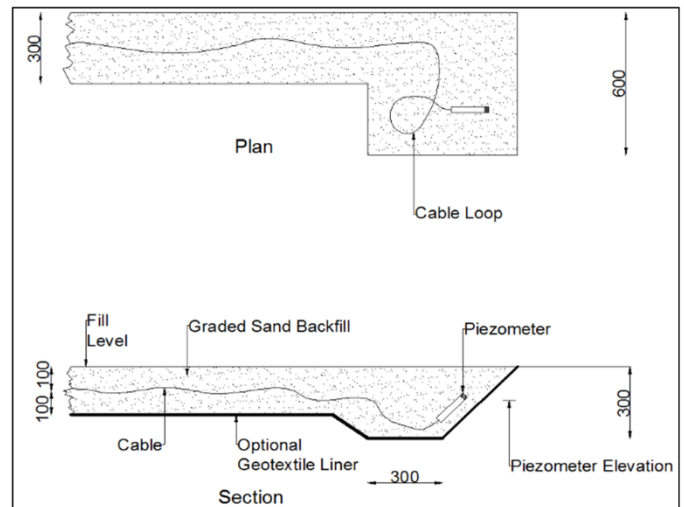 300
600
Plan
Cable Loop
Fill
Level
Graded Sand Backfill
Piezometer
100
100
300
Cable
Optional
Geotextile Liner
Piezometer Elevation
300
Section